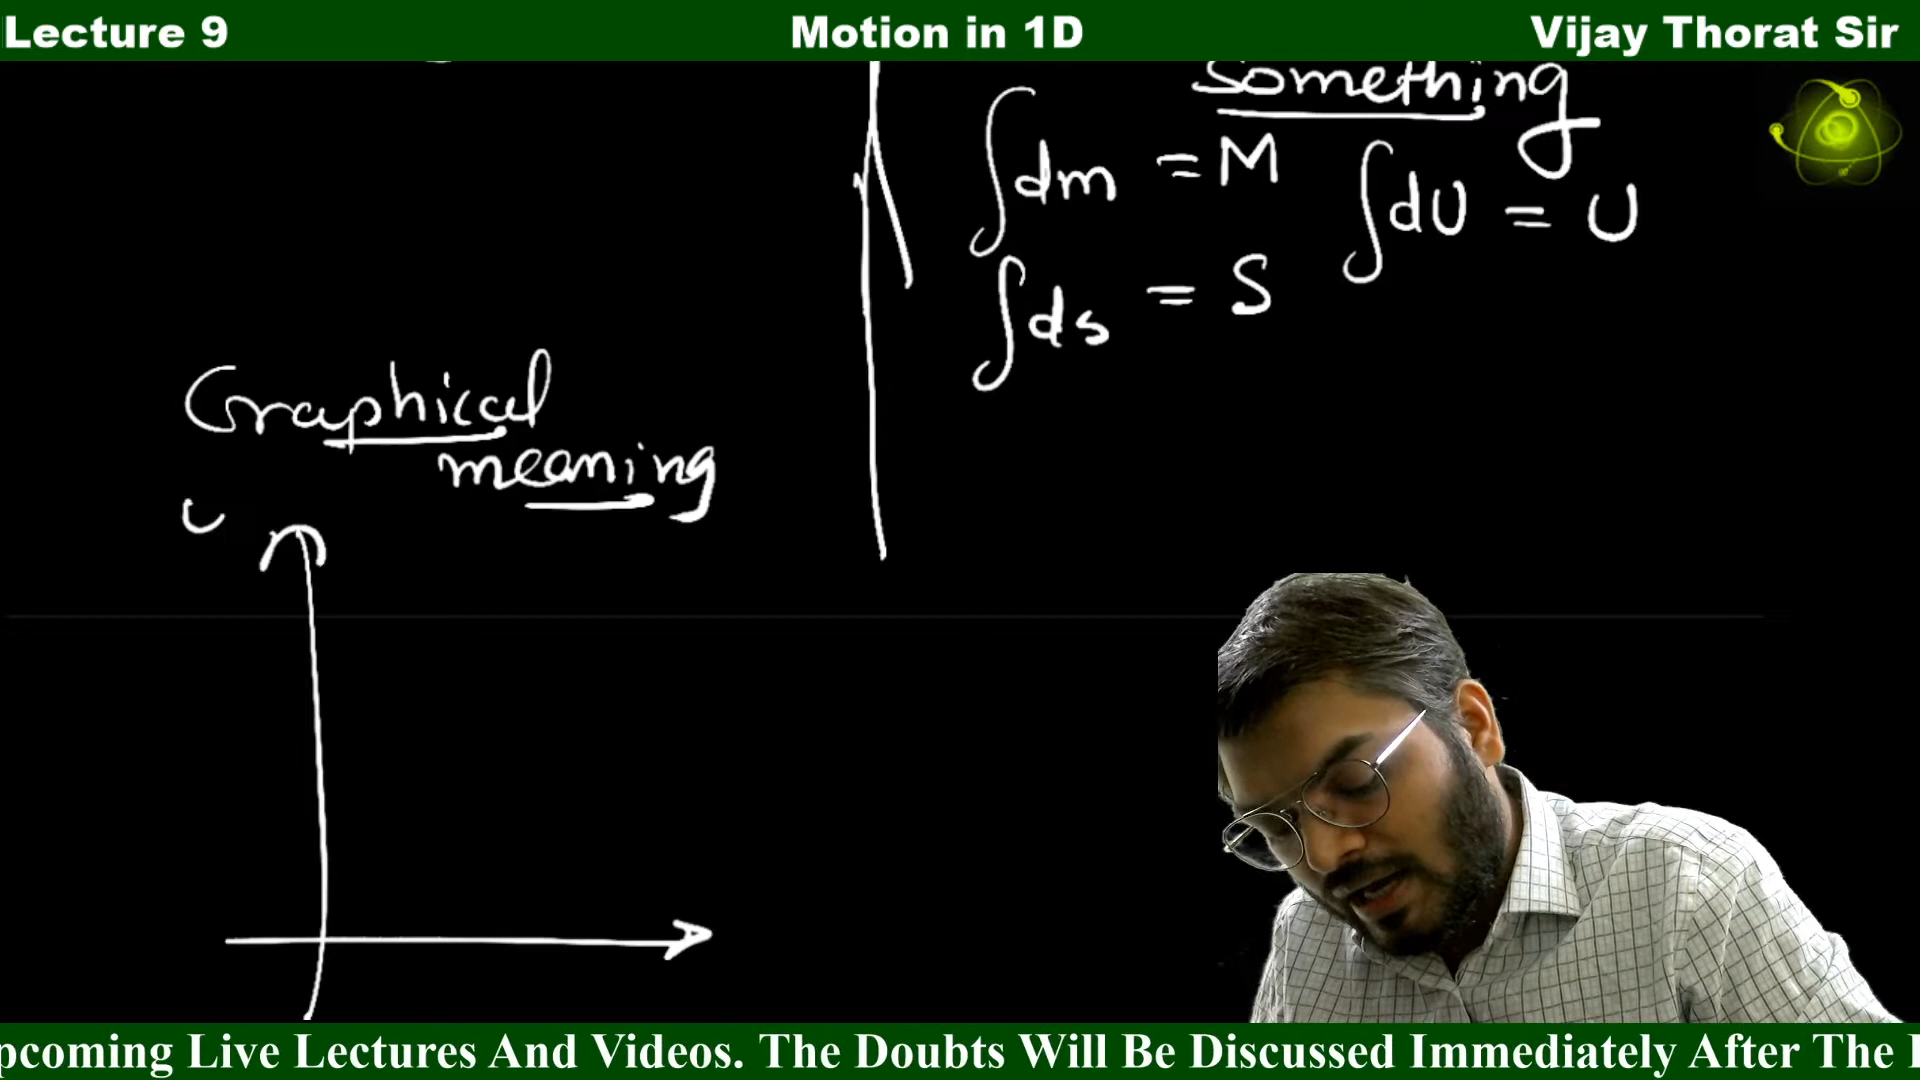 Lecture 9 Motion in 1D Vijay Thorat Sir
something
∫dm = M ∫dU = U
∫ds = S
Graphical
meaning
pcoming Live Lectures And Videos. The Doubts Will Be Discussed Immediately After The